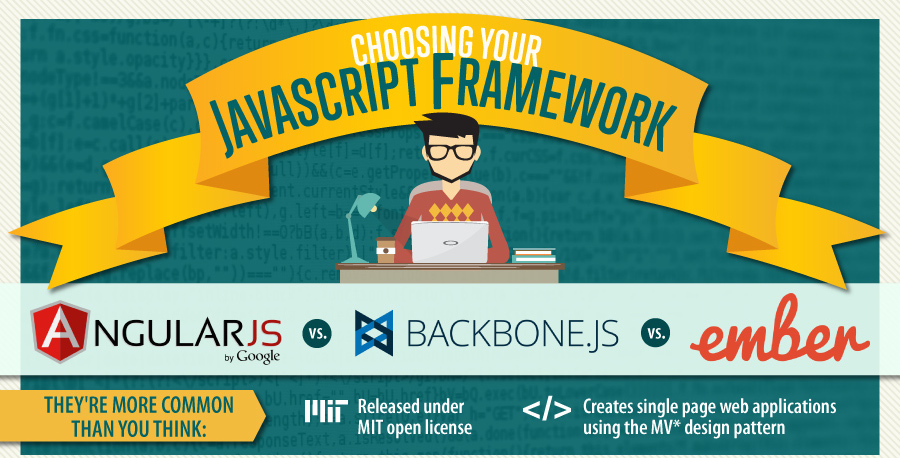 CHOOSING YOUR
JAVASCRIPT FRAMEWORK
ANGULARJS
by Google
VS.
BACKBONE.JS
VS.
ember
THEY'RE MORE COMMON
THAN YOU THINK:
MIT
Released under
MIT open license
</>
Creates single page web applications
using the MV* design pattern